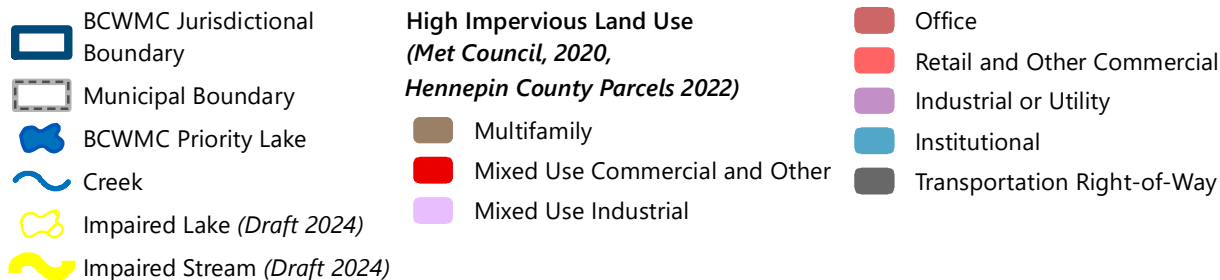 BCWMC Jurisdictional
Boundary
Municipal Boundary
BCWMC Priority Lake
Creek
Impaired Lake (Draft 2024)
Impaired Stream (Draft 2024)
High Impervious Land Use
(Met Council, 2020,
Hennepin County Parcels 2022)
Multifamily
Mixed Use Commercial and Other
Mixed Use Industrial
Office
Retail and Other Commercial
Industrial or Utility
Institutional
Transportation Right-of-Way